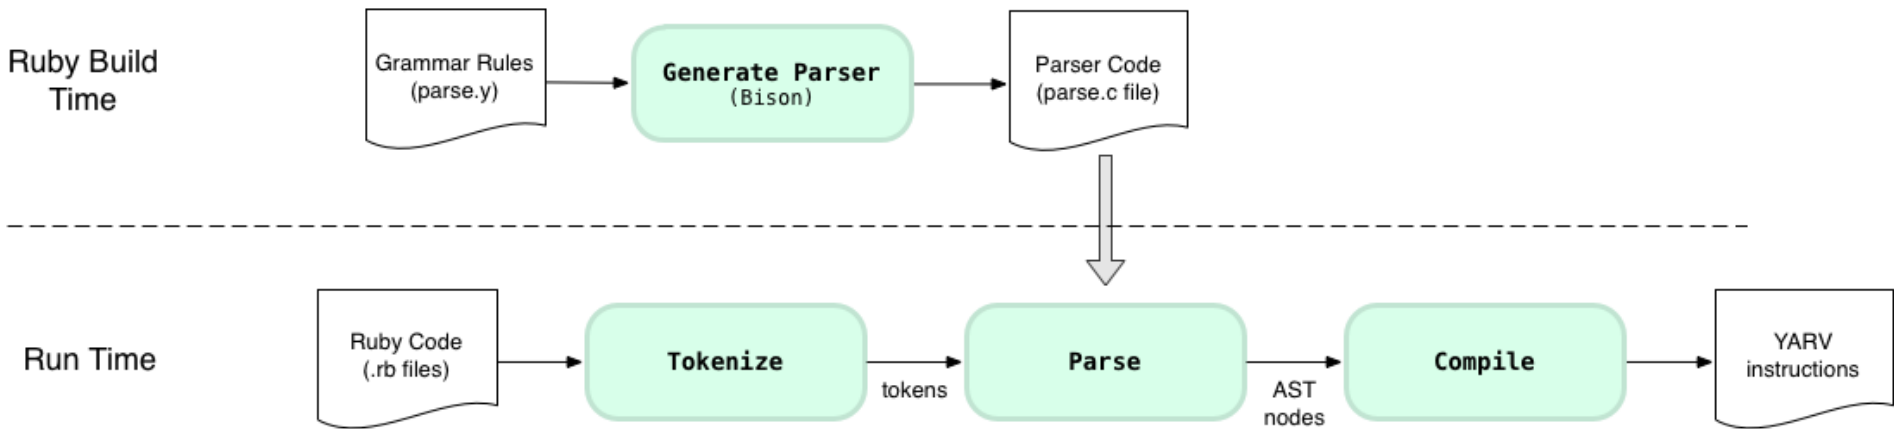 Ruby Build
Time
Grammar Rules
(parse.y)
Generate Parser
(Bison)
Parser Code
(parse.c file)
Run Time
Ruby Code
(.rb files)
Tokenize
tokens
Parse
AST
nodes
Compile
YARV
instructions